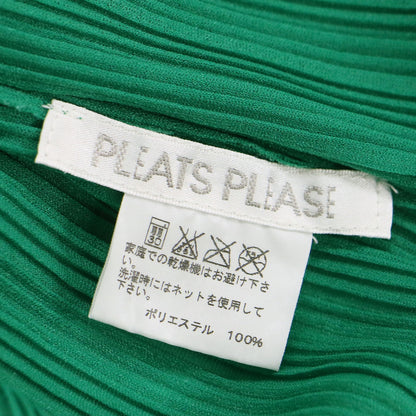 PLEATS PLEASE
30
家庭での乾燥機はお避け下さ
い。
洗濯時にはネットを使用して
下さい。
ポリエステル 100%